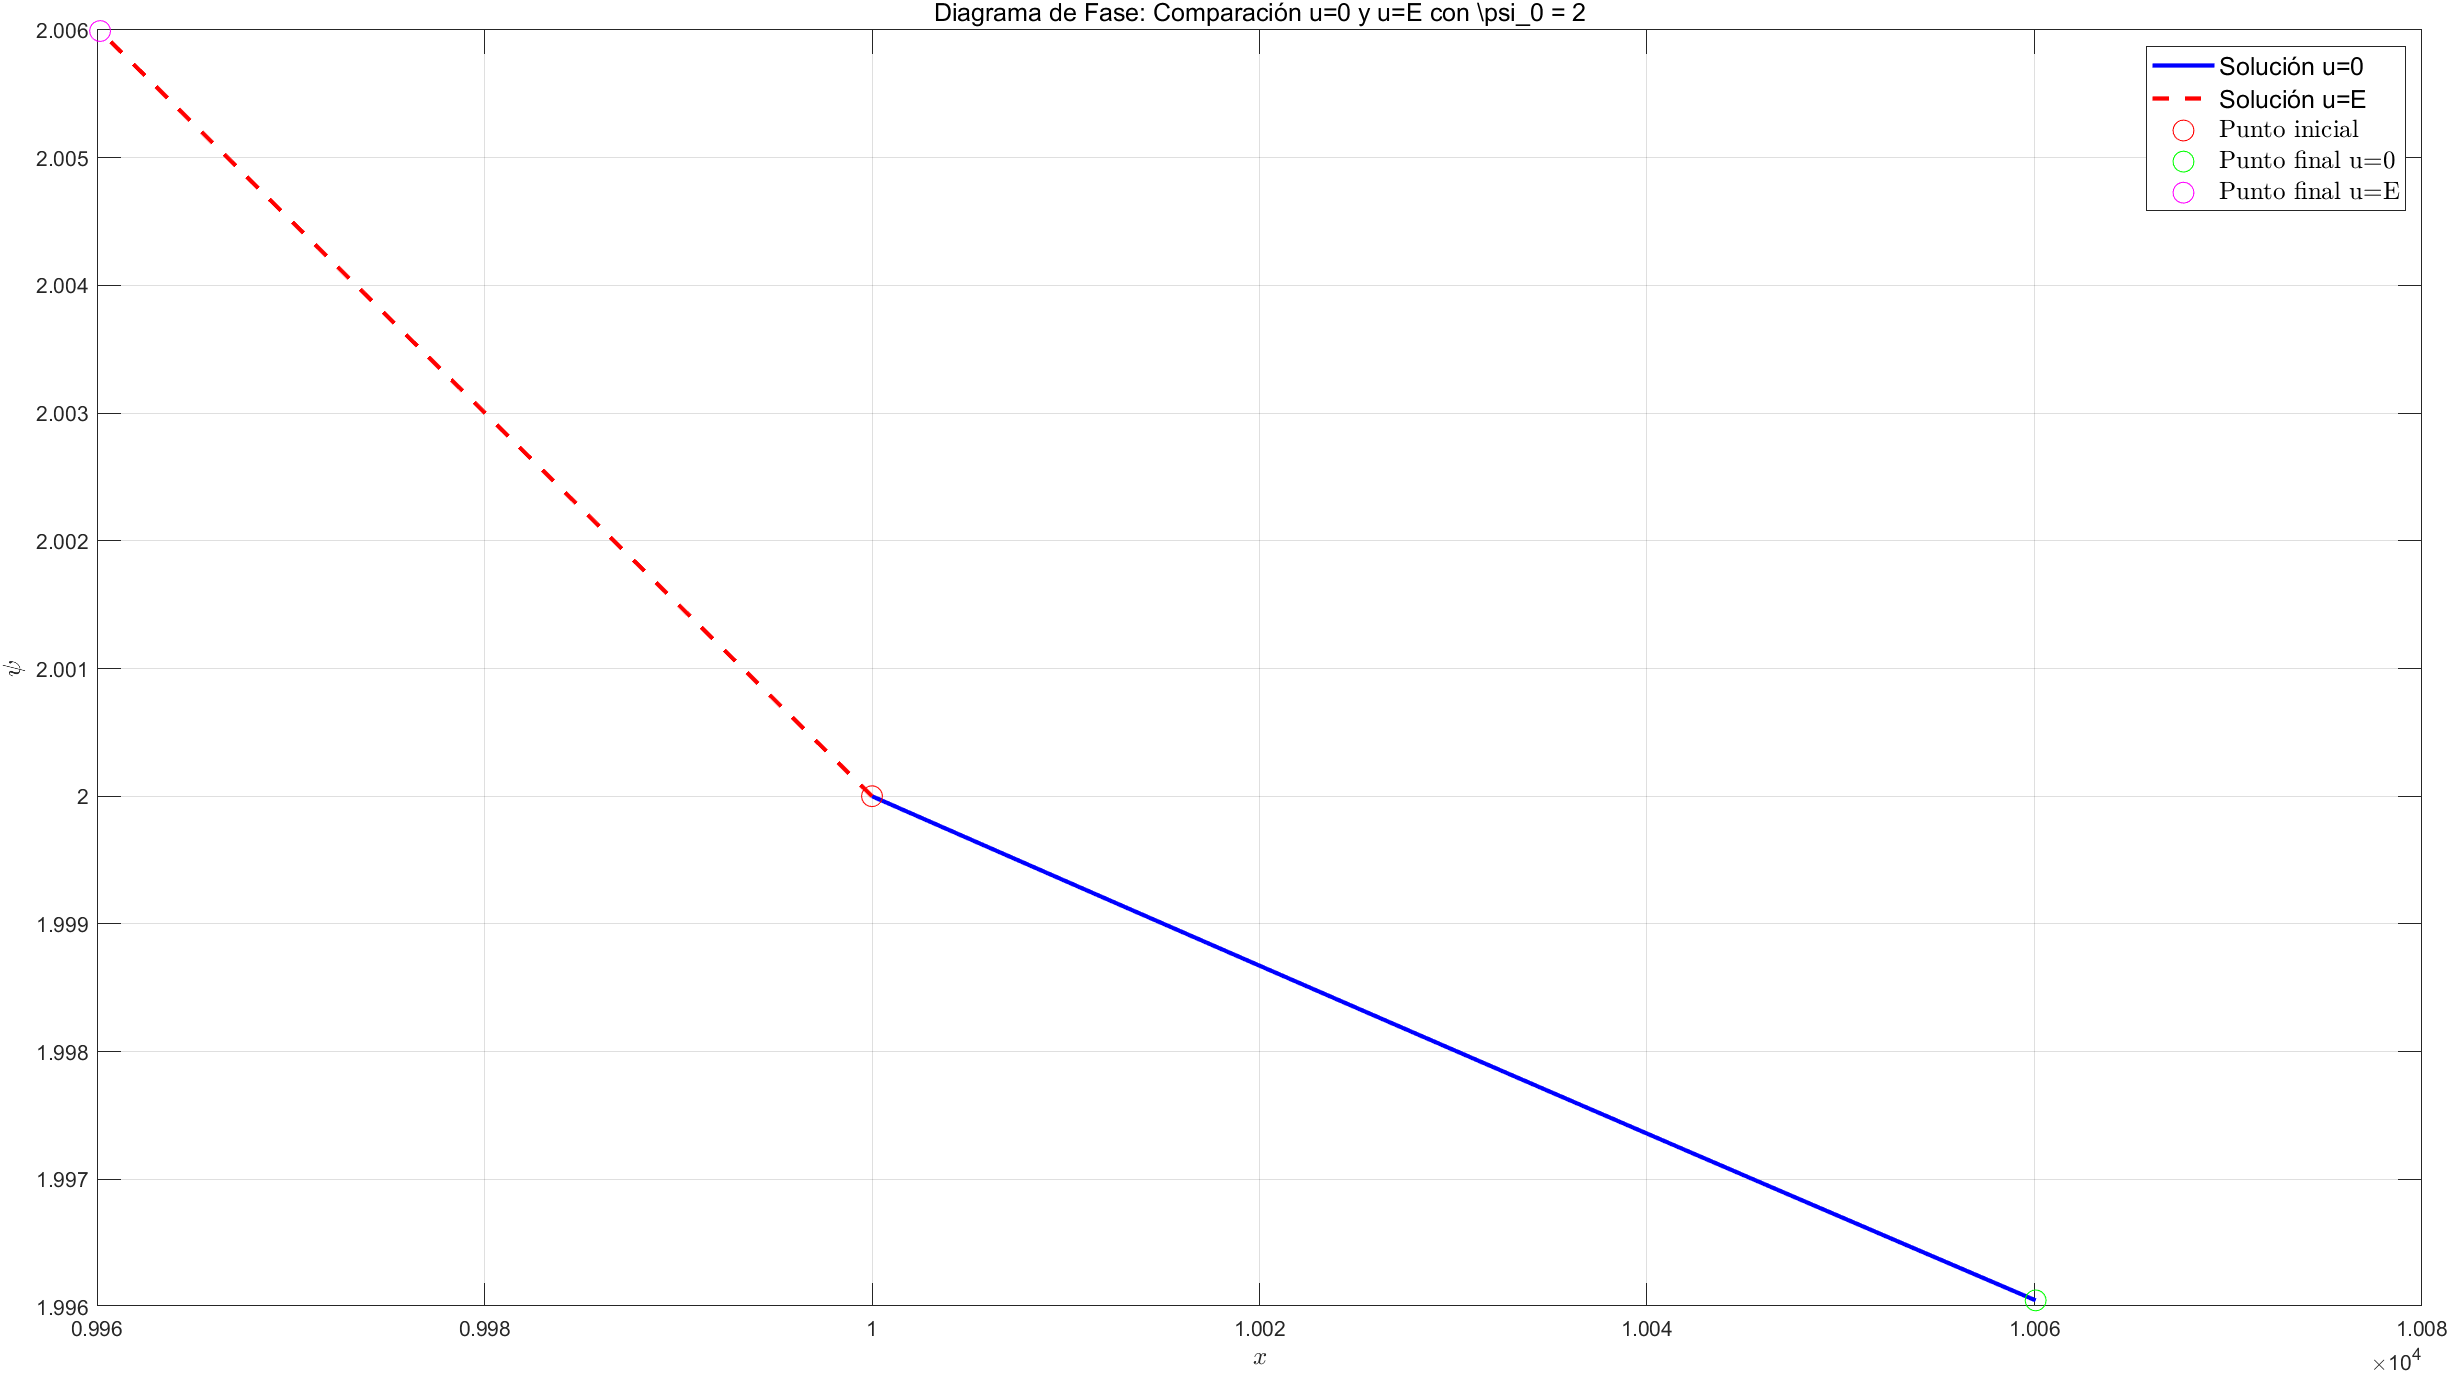 Diagrama de Fase: Comparación u=0 y u=E con \psi_0 = 2
Solución u=0
Solución u=E
Punto inicial
Punto final u=0
Punto final u=E
2.006
2.005
2.004
2.003
2.002
2.001
2
1.999
1.998
1.997
1.996
ψ
0.996
0.998
1
1.002
1.004
1.006
1.008
x
×10⁴